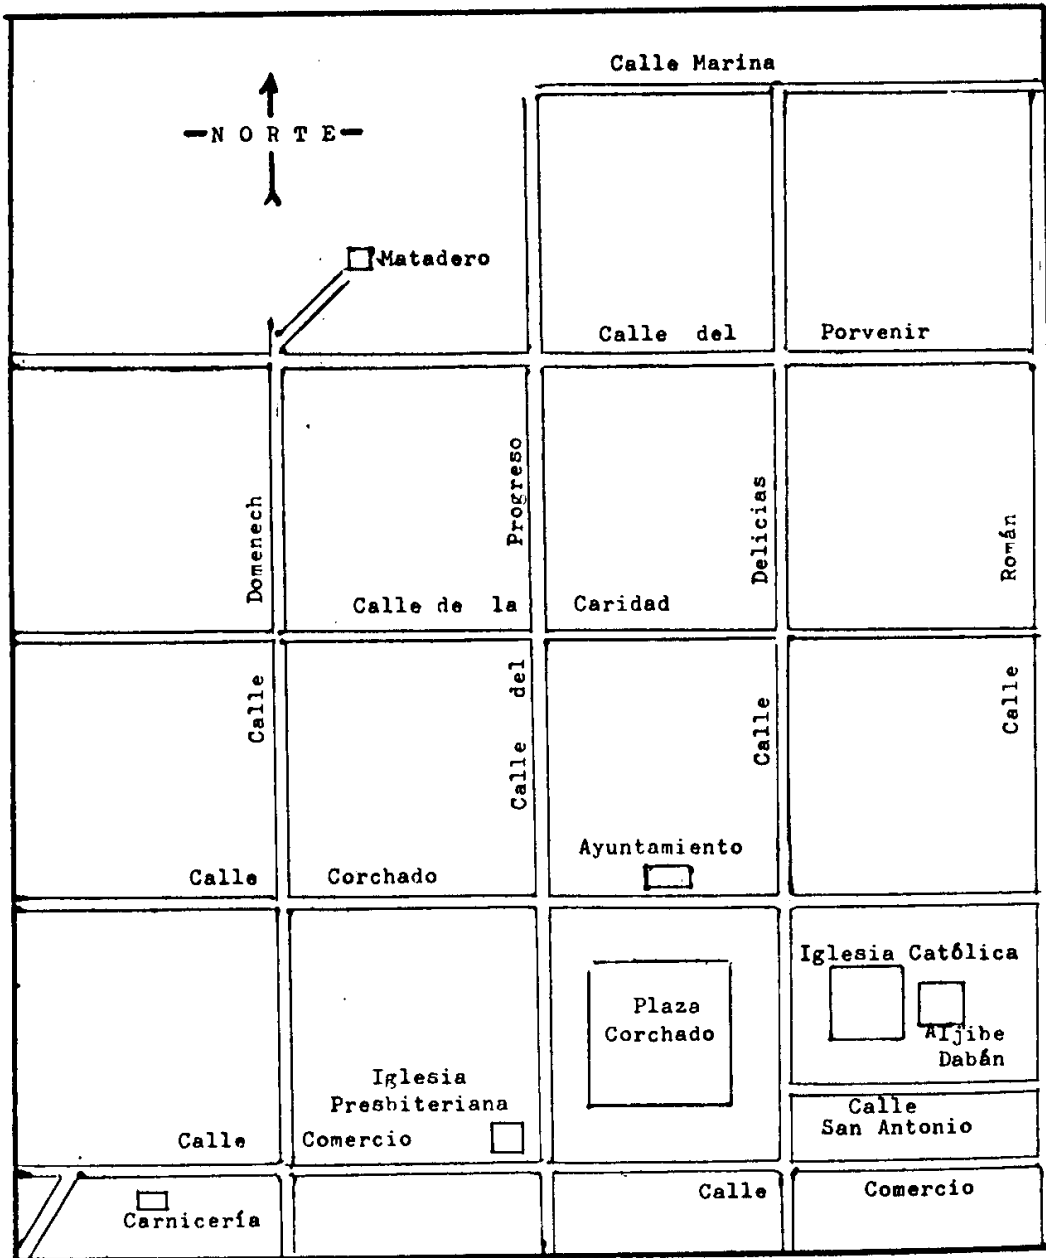 Calle Marina
NORTE
Matadero
Calle del Porvenir
Calle Domenech
Calle del Progreso
Calle Delicias
Calle Román
Calle de la Caridad
Ayuntamiento
Calle Corchado
Iglesia Católica
Plaza
Corchado
Aljibe
Dabán
Iglesia
Presbiteriana
Calle
San Antonio
Calle Comercio
Calle Comercio
Carnicería